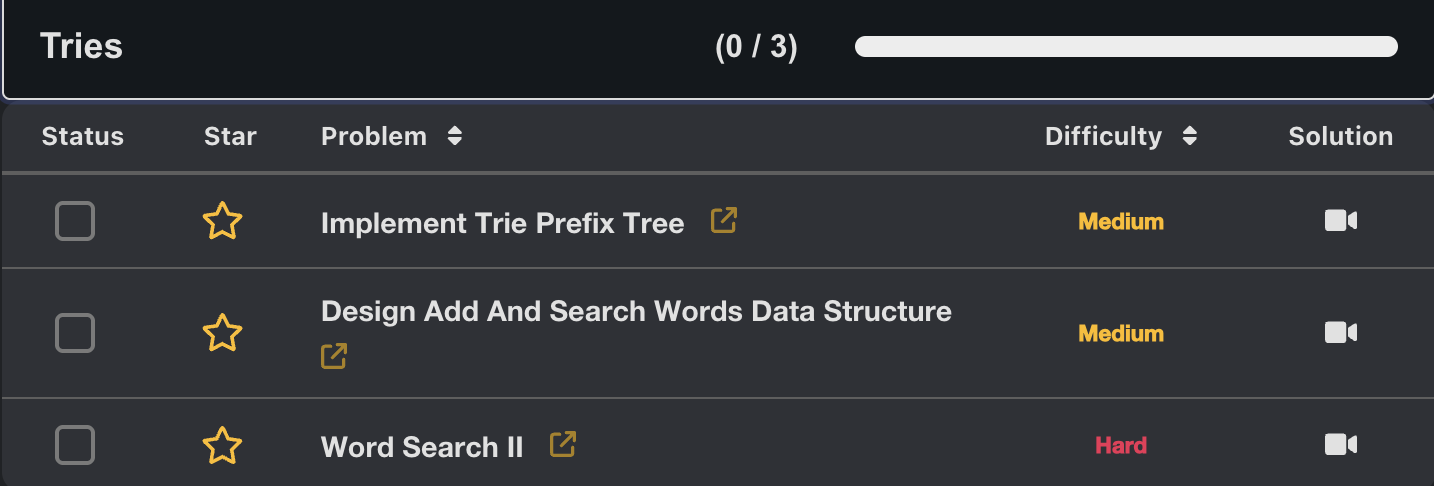 Tries (0 / 3)
Status Star Problem Difficulty Solution
Implement Trie Prefix Tree Medium
Design Add And Search Words Data Structure Medium
Word Search II Hard